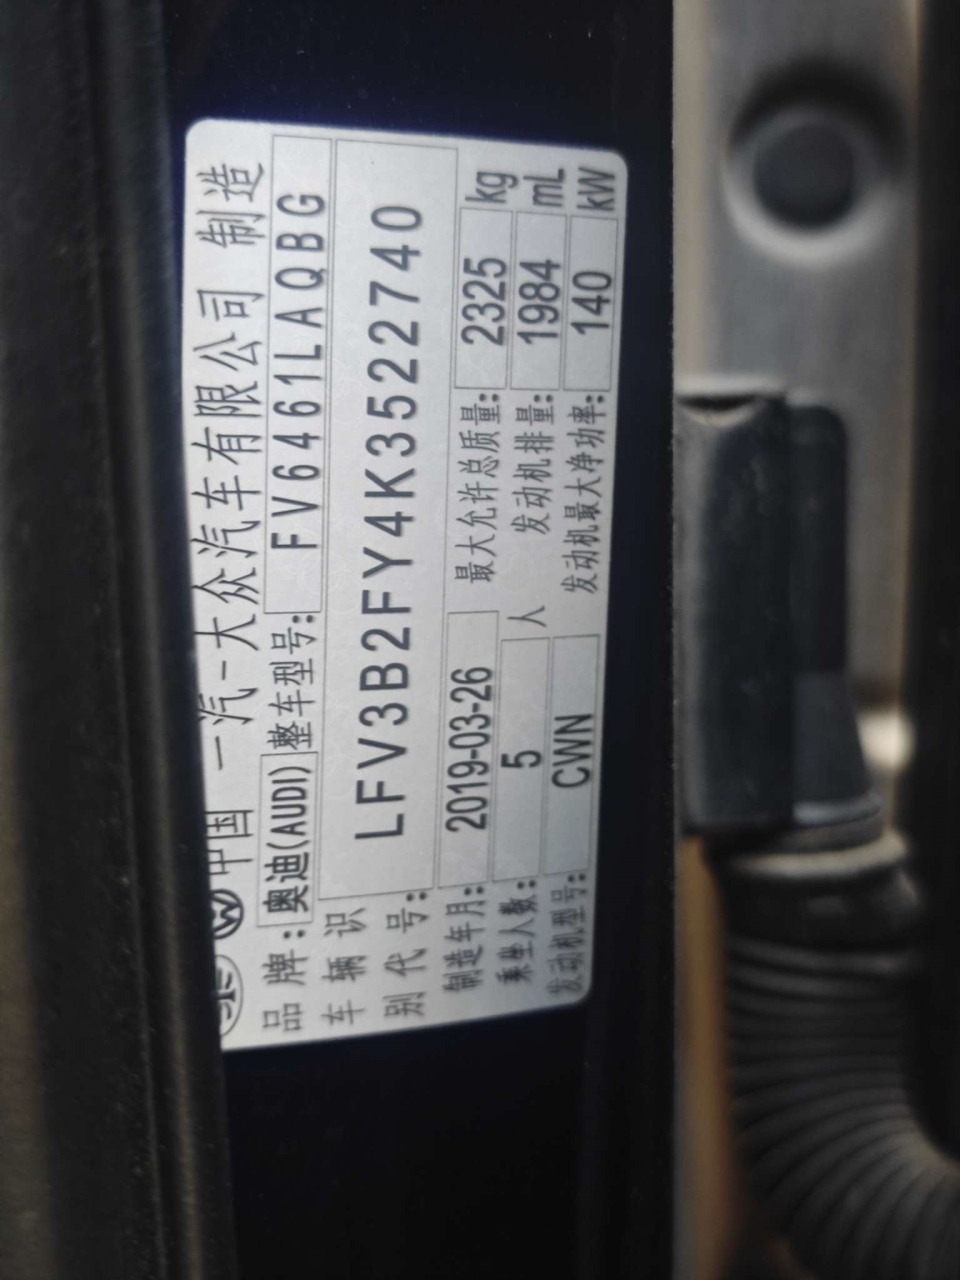 中国 一汽-大众汽车有限公司 制造
品牌: 奥迪(AUDI) 整车型号: FV6461LAQBG
车辆识别代号: LFV3B2FY4K3522740
制造年月: 2019-03-26 最大允许总质量: 2325 kg
乘坐人数: 5 人 发动机排量: 1984 mL
发动机型号: CWN 发动机最大净功率: 140 kW